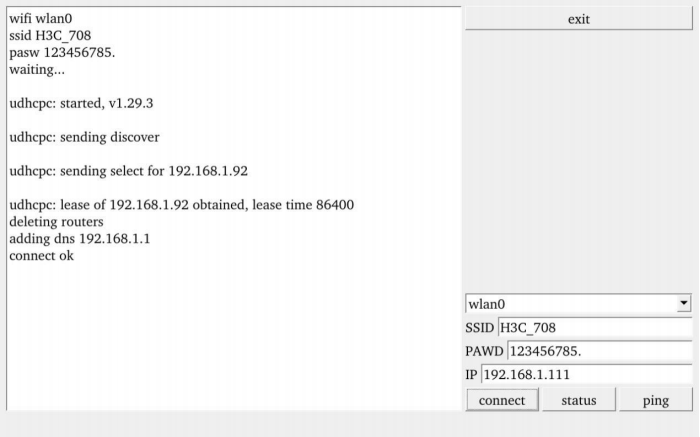 wifi wlan0
ssid H3C_708
pasw 123456785.
waiting...
udhcpc: started, v1.29.3
udhcpc: sending discover
udhcpc: sending select for 192.168.1.92
udhcpc: lease of 192.168.1.92 obtained, lease time 86400
deleting routers
adding dns 192.168.1.1
connect ok
exit
wlan0
SSID H3C_708
PAWD 123456785.
IP 192.168.1.111
connect status ping